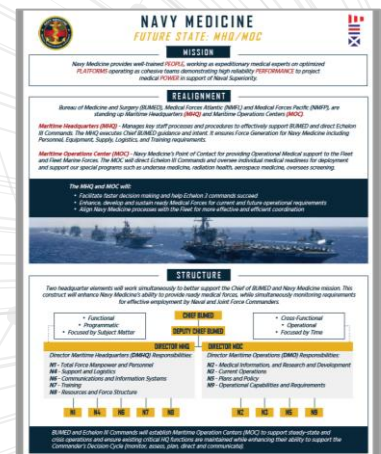 NAVY MEDICINE
FUTURE STATE: MHQ/MOC
MISSION
Navy Medicine provides well-trained PEOPLE, working as expeditionary medical experts on optimized
PLATFORMS operating as cohesive teams demonstrating high reliability PERFORMANCE to project
medical POWER in support of Naval Superiority.
REALIGNMENT
Bureau of Medicine and Surgery (BUMED), Medical Forces Atlantic (NMFL) and Medical Forces Pacific (NMFP), are
standing up Maritime Headquarters (MHQ) and Maritime Operations Centers (MOC)
Maritime Headquarters (MHQ) - Manages key staff processes and procedures to effectively support BUMED and direct Echelon
III Commands. The MHQ executes Chief BUMED guidance and intent. It ensures Force Generation for Navy Medicine including
Personnel, Equipment, Supply, Logistics, and Training requirements.
Maritime Operations Center (MOC) - Navy Medicine's Point of Contact for providing Operational Medical support to the Fleet
and Fleet Marine Forces. The MOC will direct Echelon III Commands and oversee individual medical readiness for deployment
and support our special programs such as undersea medicine, radiation health, aerospace medicine, overseas screening.
The MHQ and MOC will:
• Facilitate faster decision making and help Echelon 3 commands succeed
• Enhance, develop and sustain ready Medical Forces for current and future operational requirements
• Align Navy Medicine processes with the Fleet for more effective and efficient coordination
STRUCTURE
Two headquarter elements will work simultaneously to better support the Chief of BUMED and Navy Medicine mission. This
construct will enhance Navy Medicine's ability to provide ready medical forces, while simultaneously monitoring requirements
for effective employment by Naval and Joint Force Commanders.
• Functional
• Programmatic
• Focused by Subject Matter
CHIEF BUMED
DEPUTY CHIEF BUMED
• Cross-Functional
• Operational
• Focused by Time
DIRECTOR MHQ
Director Maritime Headquarters (DMHQ) Responsibilities:
N1 - Total Force Manpower and Personnel
N4 - Support and Logistics
N6 - Communications and Information Systems
N7 - Training
N8 - Resources and Force Structure
DIRECTOR MOC
Director Maritime Operations (DMO) Responsibilities:
N2 - Medical Information, and Research and Development
N3 - Current Operations
N5 - Plans and Policy
N9 - Operational Capabilities and Requirements
N1 N4 N6 N7 N8
N2 N3 N5 N9
BUMED and Echelon III Commands will establish Maritime Operations Centers (MOC) to support steady-state and
crisis operations and ensure existing critical HQ functions are maintained while enhancing their ability to support the
Commander's Decision Cycle (monitor, assess, plan, direct and communicate).